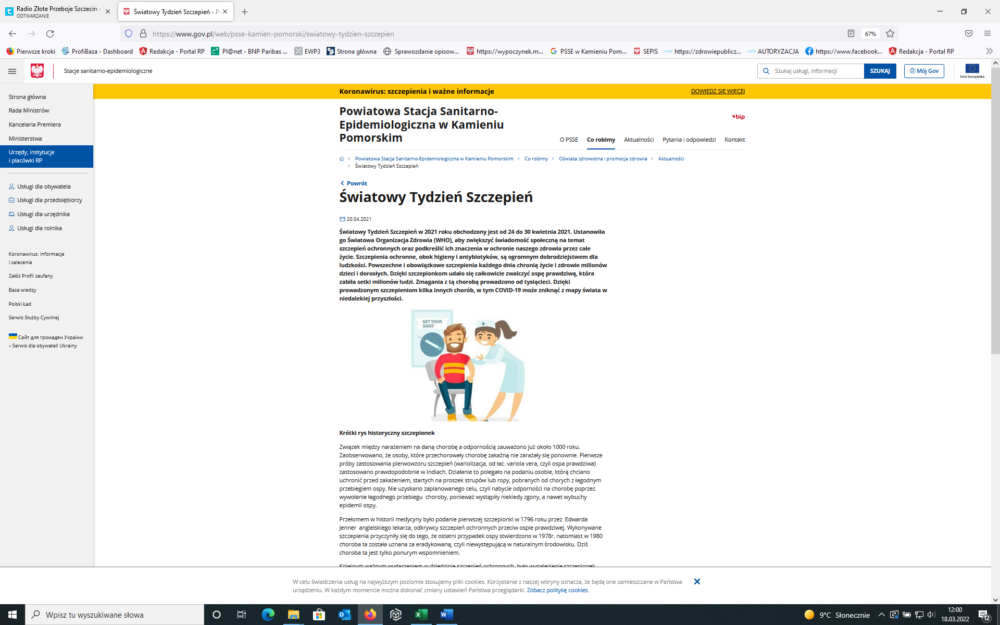 Radio Złote Przeboje Szczecin -
ODTWARZANIE
Światowy Tydzień Szczepień - Po
https://www.gov.pl/web/psse-kamien-pomorski/swiatowy-tydzien-szczepien
67%
Pierwsze kroki
ProfiBaza - Dashboard
Redakcja - Portal RP
PI@net - BNP Paribas ...
EWP3
Strona główna
Sprawozdanie opisow...
https://wypoczynek.m...
PSSE w Kamieniu Pom...
SEPIS
https://zdrowiepublicz...
AUTORYZACJA
https://www.facebook...
Redakcja - Portal RP
Stacje sanitarno-epidemiologiczne
Szukaj usługi, informacji
SZUKAJ
Mój Gov
Unia Europejska
Strona główna
Rada Ministrów
Kancelaria Premiera
Ministerstwa
Urzędy, instytucje
i placówki RP
Usługi dla obywatela
Usługi dla przedsiębiorcy
Usługi dla urzędnika
Usługi dla rolnika
Koronawirus: informacje
i zalecenia
Załóż Profil zaufany
Baza wiedzy
Polski Ład
Serwis Służby Cywilnej
Сайт для громадян України
– Serwis dla obywateli Ukrainy
Koronawirus: szczepienia i ważne informacje
DOWIEDZ SIĘ WIĘCEJ
Powiatowa Stacja Sanitarno-
Epidemiologiczna w Kamieniu
Pomorskim
bip
O PSSE
Co robimy
Aktualności
Pytania i odpowiedzi
Kontakt
Powiatowa Stacja Sanitarno-Epidemiologiczna w Kamieniu Pomorskim
Co robimy
Oświata zdrowotna i promocja zdrowia
Aktualności
Światowy Tydzień Szczepień
Powrót
Światowy Tydzień Szczepień
20.04.2021
Światowy Tydzień Szczepień w 2021 roku obchodzony jest od 24 do 30 kwietnia 2021. Ustanowiła
go Światowa Organizacja Zdrowia (WHO), aby zwiększyć świadomość społeczną na temat
szczepień ochronnych oraz podkreślić ich znaczenia w ochronie naszego zdrowia przez całe
życie. Szczepienia ochronne, obok higieny i antybiotyków, są ogromnym dobrodziejstwem dla
ludzkości. Powszechne i obowiązkowe szczepienia każdego dnia chronią życie i zdrowie milionów
dzieci i dorosłych. Dzięki szczepionkom udało się całkowicie zwalczyć ospę prawdziwą, która
zabiła setki milionów ludzi. Zmagania z tą chorobą prowadzono od tysiącleci. Dzięki
prowadzonym szczepieniom kilka innych chorób, w tym COVID-19 może zniknąć z mapy świata w
niedalekiej przyszłości.
GET YOUR
SHOT
Krótki rys historyczny szczepionek
Związek między narażeniem na daną chorobę a odpornością zauważono już około 1000 roku.
Zaobserwowano, że osoby, które przechorowały chorobę zakaźną nie zarażały się ponownie. Pierwsze
próby zastosowania pierwowzoru szczepień (wariolizacja, od łac. variola vera, czyli ospa prawdziwa)
zastosowano prawdopodobnie w Indiach. Działanie to polegało na podaniu osobie, którą chciano
uchronić przed zakażeniem, startych na proszek strupów lub ropy, pobranych od chorych z łagodnym
przebiegiem ospy. Nie uzyskano zaplanowanego celu, czyli nabycie odporności na chorobę poprzez
wywołanie łagodnego przebiegu choroby, ponieważ wystąpiły niekiedy zgony, a nawet wybuchy
epidemii ospy.
Przełomem w historii medycyny było podanie pierwszej szczepionki w 1796 roku przez Edwarda
Jenner angielskiego lekarza, odkrywcy szczepień ochronnych przeciw ospie prawdziwej. Wykonywane
szczepienia przyczyniły się do tego, że ostatni przypadek ospy stwierdzono w 1978r. natomiast w 1980
choroba ta została uznana za eradykowaną, czyli niewystępującą w naturalnym środowisku. Dziś
choroba ta jest tylko ponurym wspomnieniem.
Kolejnym ważnym wydarzeniem w dziedzinie szczepień ochronnych było wynalezienie szczepionek
W celu świadczenia usług na najwyższym poziomie stosujemy pliki cookies. Korzystanie z naszej witryny oznacza, że będą one zamieszczane w Państwa
urządzeniu. W każdym momencie można dokonać zmiany ustawień Państwa przeglądarki. Zobacz politykę cookies.
Wpisz tu wyszukiwane słowa
9°C Słonecznie
12:00
18.03.2022
12